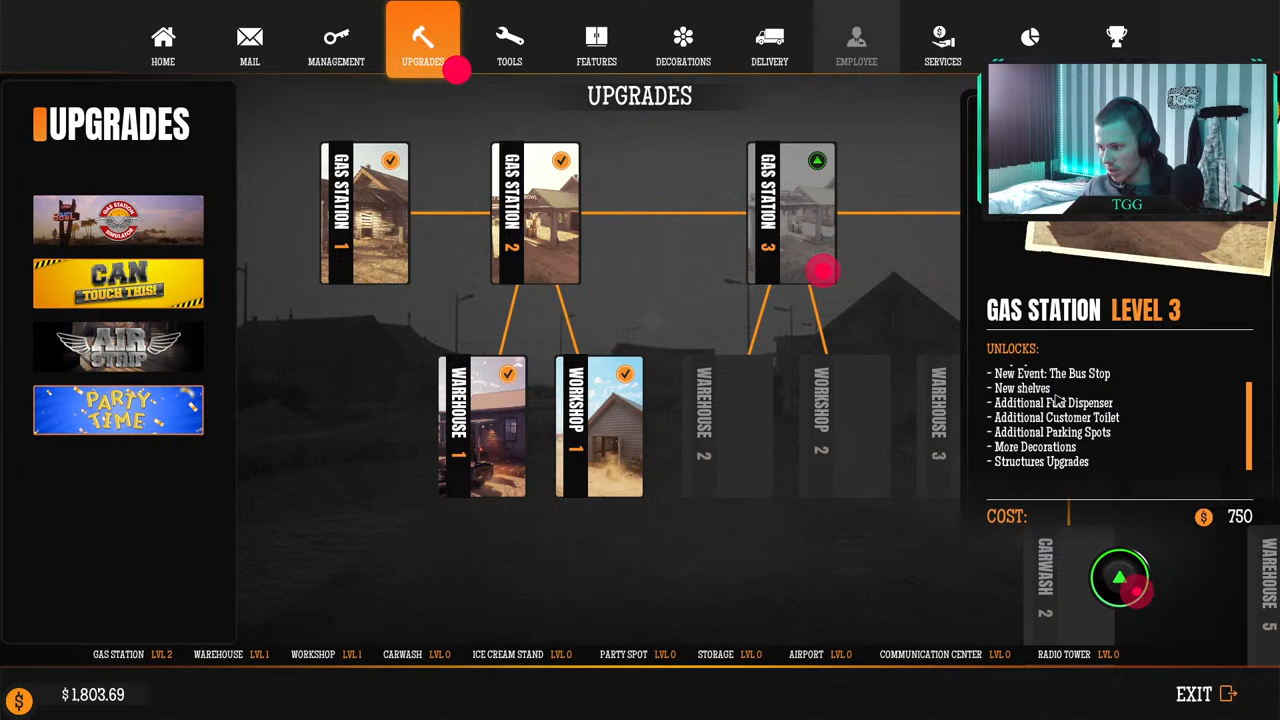 HOME
MAIL
MANAGEMENT
UPGRADES
TOOLS
FEATURES
DECORATIONS
DELIVERY
EMPLOYEE
SERVICES
UPGRADES
UPGRADES
GAS STATION SIMULATOR
CAN TOUCH THIS!
AIR STRIP
PARTY TIME
GAS STATION 1
GAS STATION 2
GAS STATION 3
WAREHOUSE 1
WORKSHOP 1
WAREHOUSE 2
WORKSHOP 2
WAREHOUSE 3
CARWASH 2
WAREHOUSE 5
TGG
TGG
GAS STATION LEVEL 3
UNLOCKS:
- New Event: The Bus Stop
- New shelves
- Additional Fuel Dispenser
- Additional Customer Toilet
- Additional Parking Spots
- More Decorations
- Structures Upgrades
COST: $ 750
GAS STATION LVL 2 WAREHOUSE LVL 1 WORKSHOP LVL 1 CARWASH LVL 0 ICE CREAM STAND LVL 0 PARTY SPOT LVL 0 STORAGE LVL 0 AIRPORT LVL 0 COMMUNICATION CENTER LVL 0 RADIO TOWER LVL 0
$ 1,803.69
EXIT